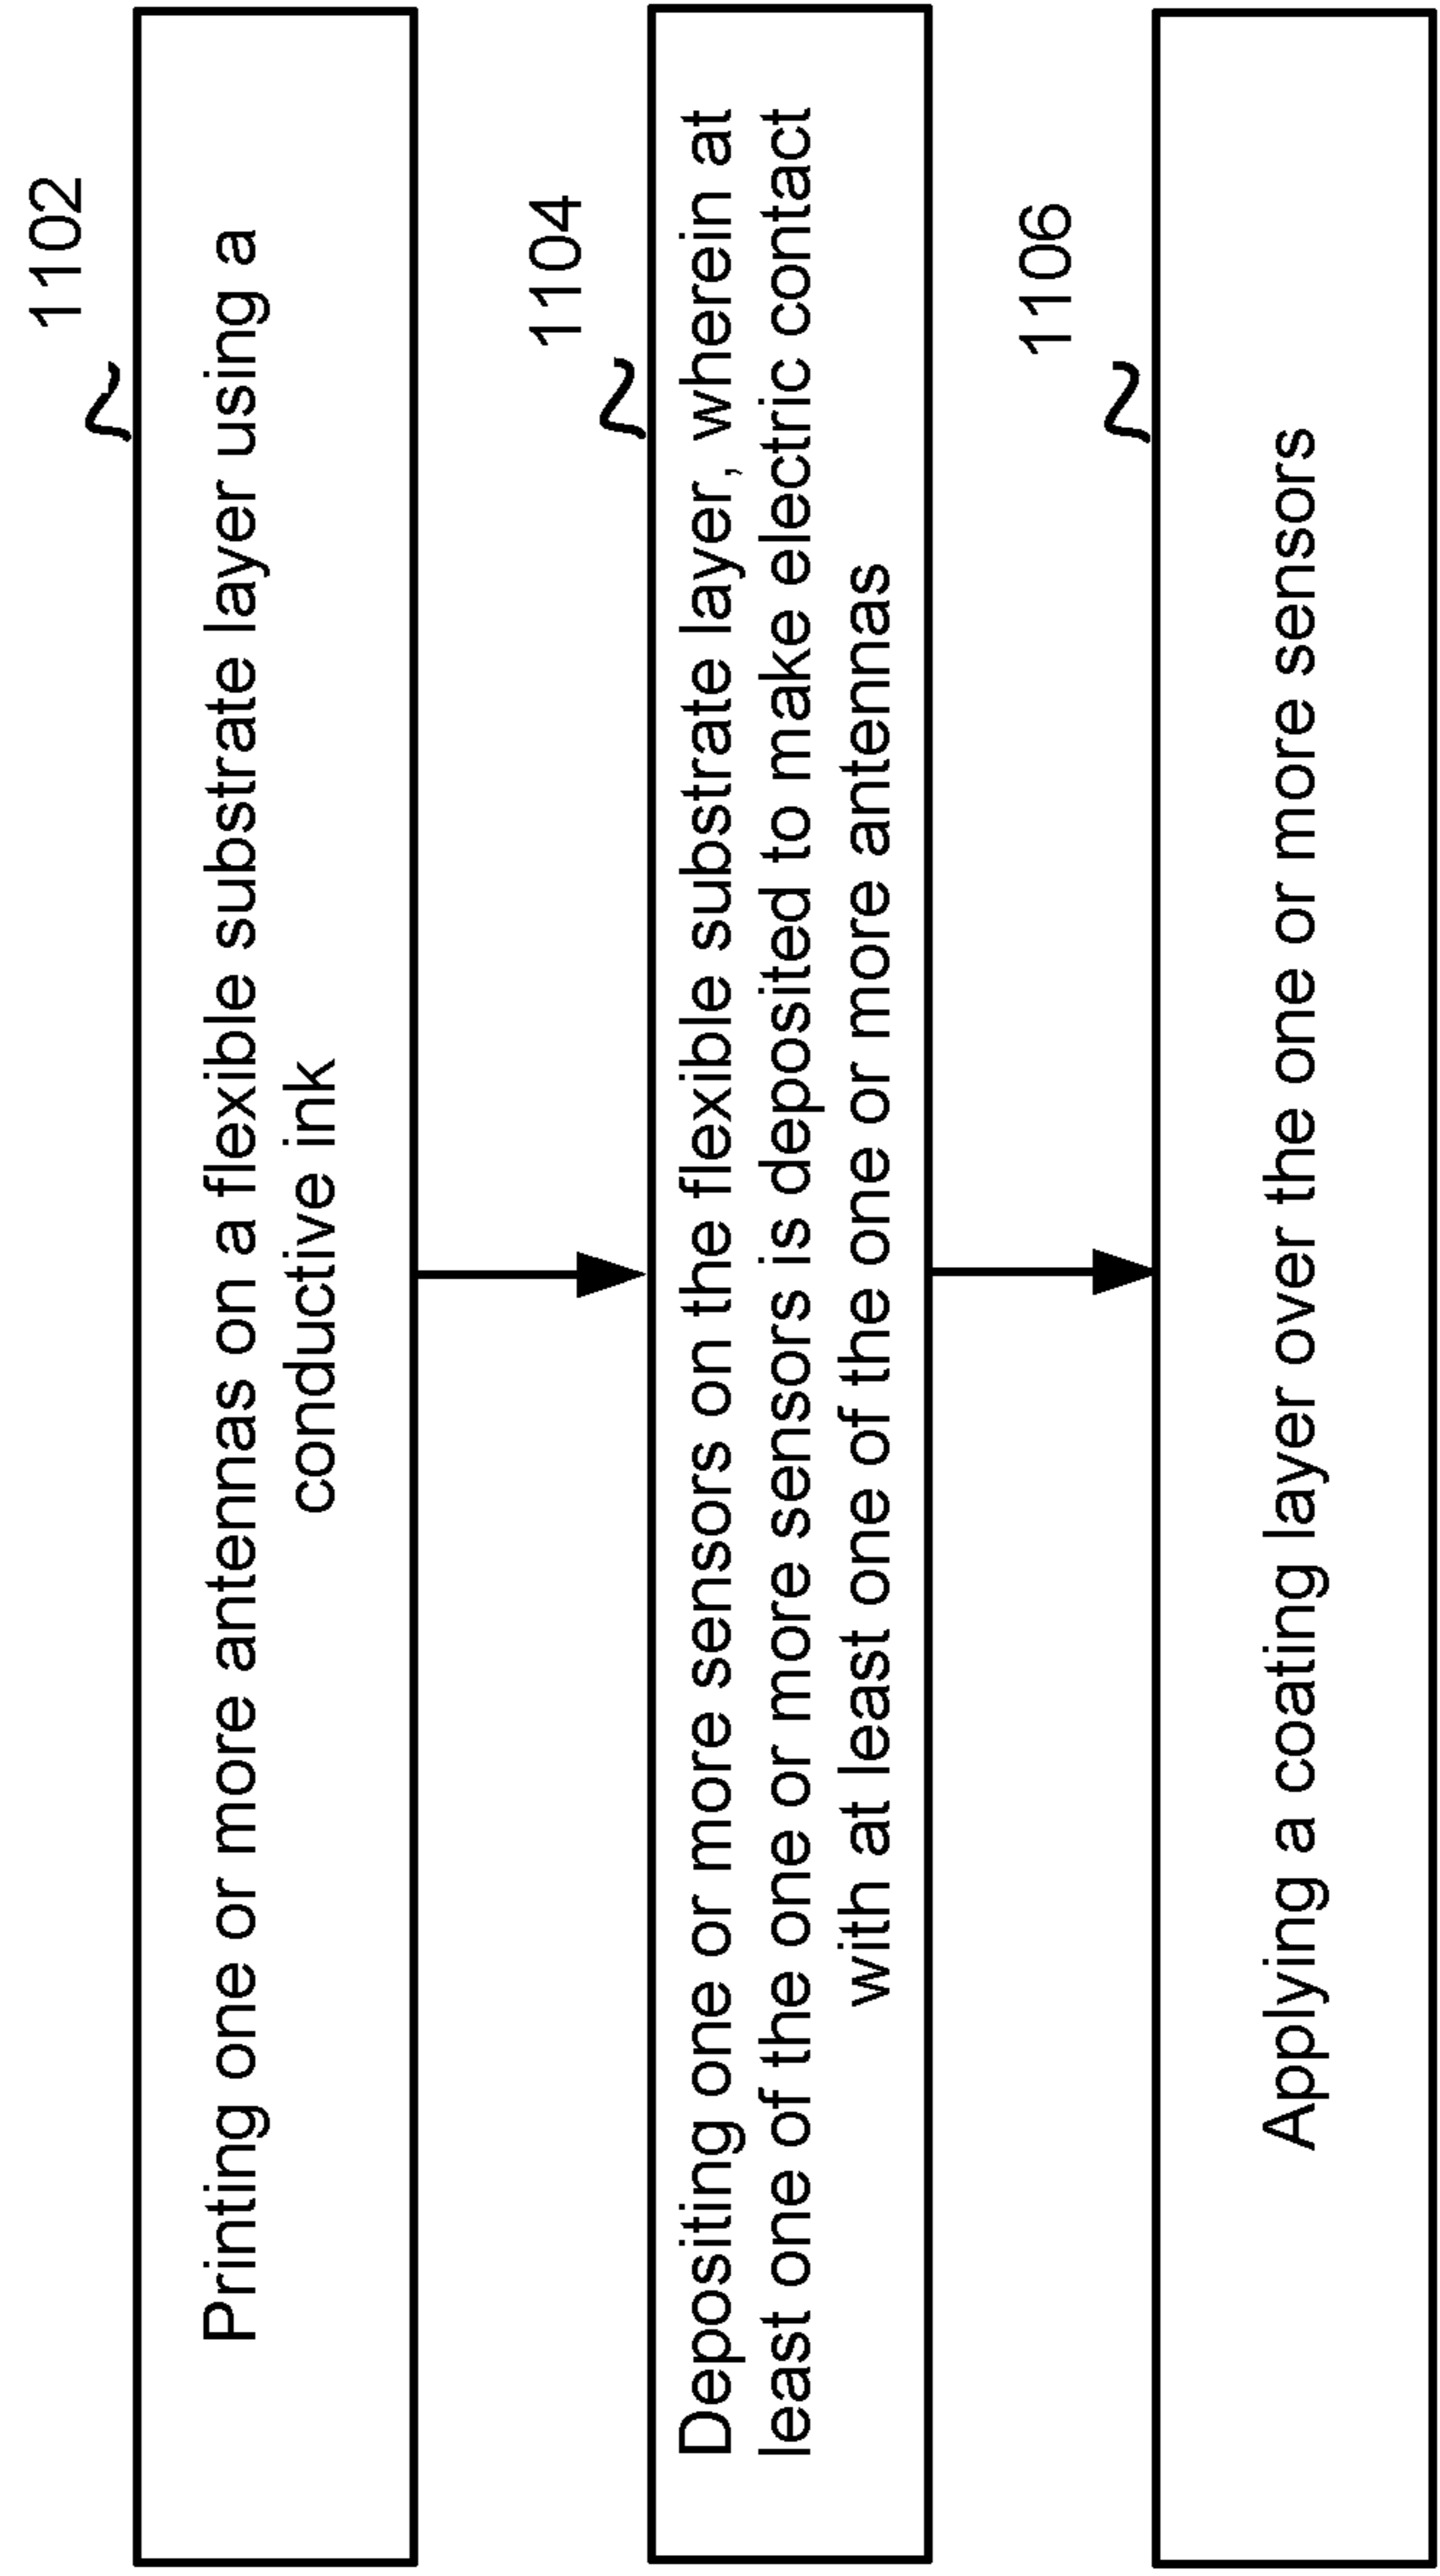 1102
Printing one or more antennas on a flexible substrate layer using a
conductive ink
1104
Depositing one or more sensors on the flexible substrate layer, wherein at
least one of the one or more sensors is deposited to make electric contact
with at least one of the one or more antennas
1106
Applying a coating layer over the one or more sensors